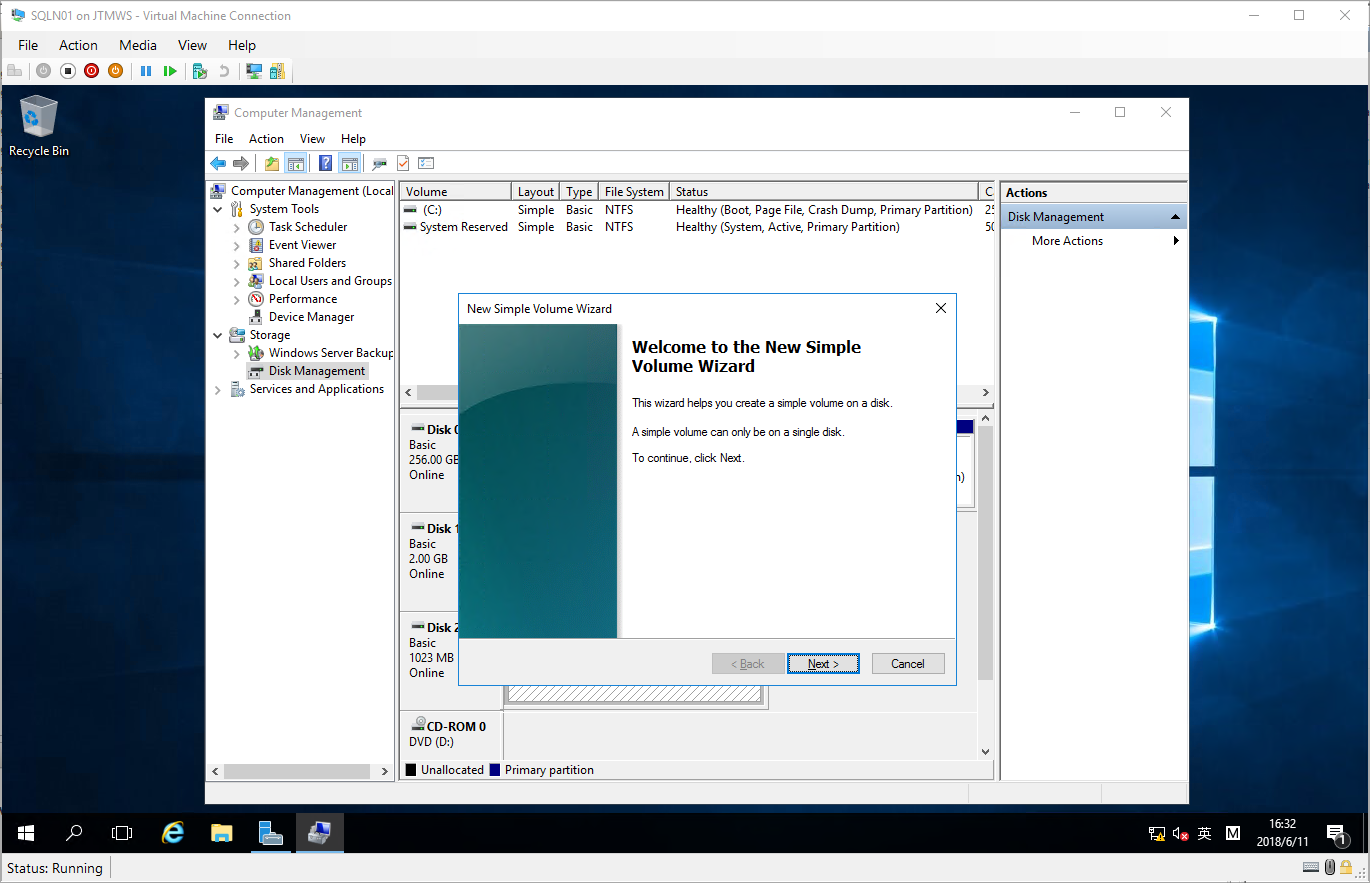 SQLN01 on JTMWS - Virtual Machine Connection
File Action Media View Help
Recycle Bin
Computer Management
File Action View Help
Computer Management (Local
System Tools
Task Scheduler
Event Viewer
Shared Folders
Local Users and Groups
Performance
Device Manager
Storage
Windows Server Backup
Disk Management
Services and Applications
Volume Layout Type File System Status C
(C:) Simple Basic NTFS Healthy (Boot, Page File, Crash Dump, Primary Partition) 25
System Reserved Simple Basic NTFS Healthy (System, Active, Primary Partition) 50
Actions
Disk Management
More Actions
New Simple Volume Wizard
Welcome to the New Simple
Volume Wizard
This wizard helps you create a simple volume on a disk.
A simple volume can only be on a single disk.
To continue, click Next.
< Back Next > Cancel
Disk 0
Basic
256.00 GB
Online
n)
Disk 1
Basic
2.00 GB
Online
Disk 2
Basic
1023 MB
Online
CD-ROM 0
DVD (D:)
Unallocated Primary partition
英 M
16:32
2018/6/11
1
Status: Running